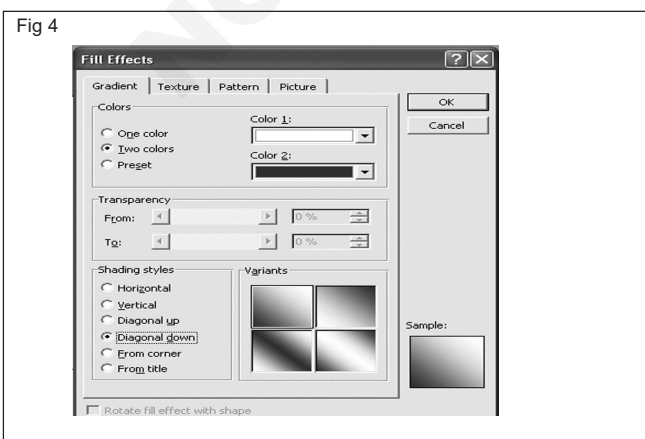 Fig 4
Fill Effects
Gradient Texture Pattern Picture
OK
Cancel
Colors
One color
Two colors
Preset
Color 1:
Color 2:
Transparency
From: 0 %
To: 0 %
Shading styles
Horizontal
Vertical
Diagonal up
Diagonal down
From corner
From title
Variants
Sample:
Rotate fill effect with shape